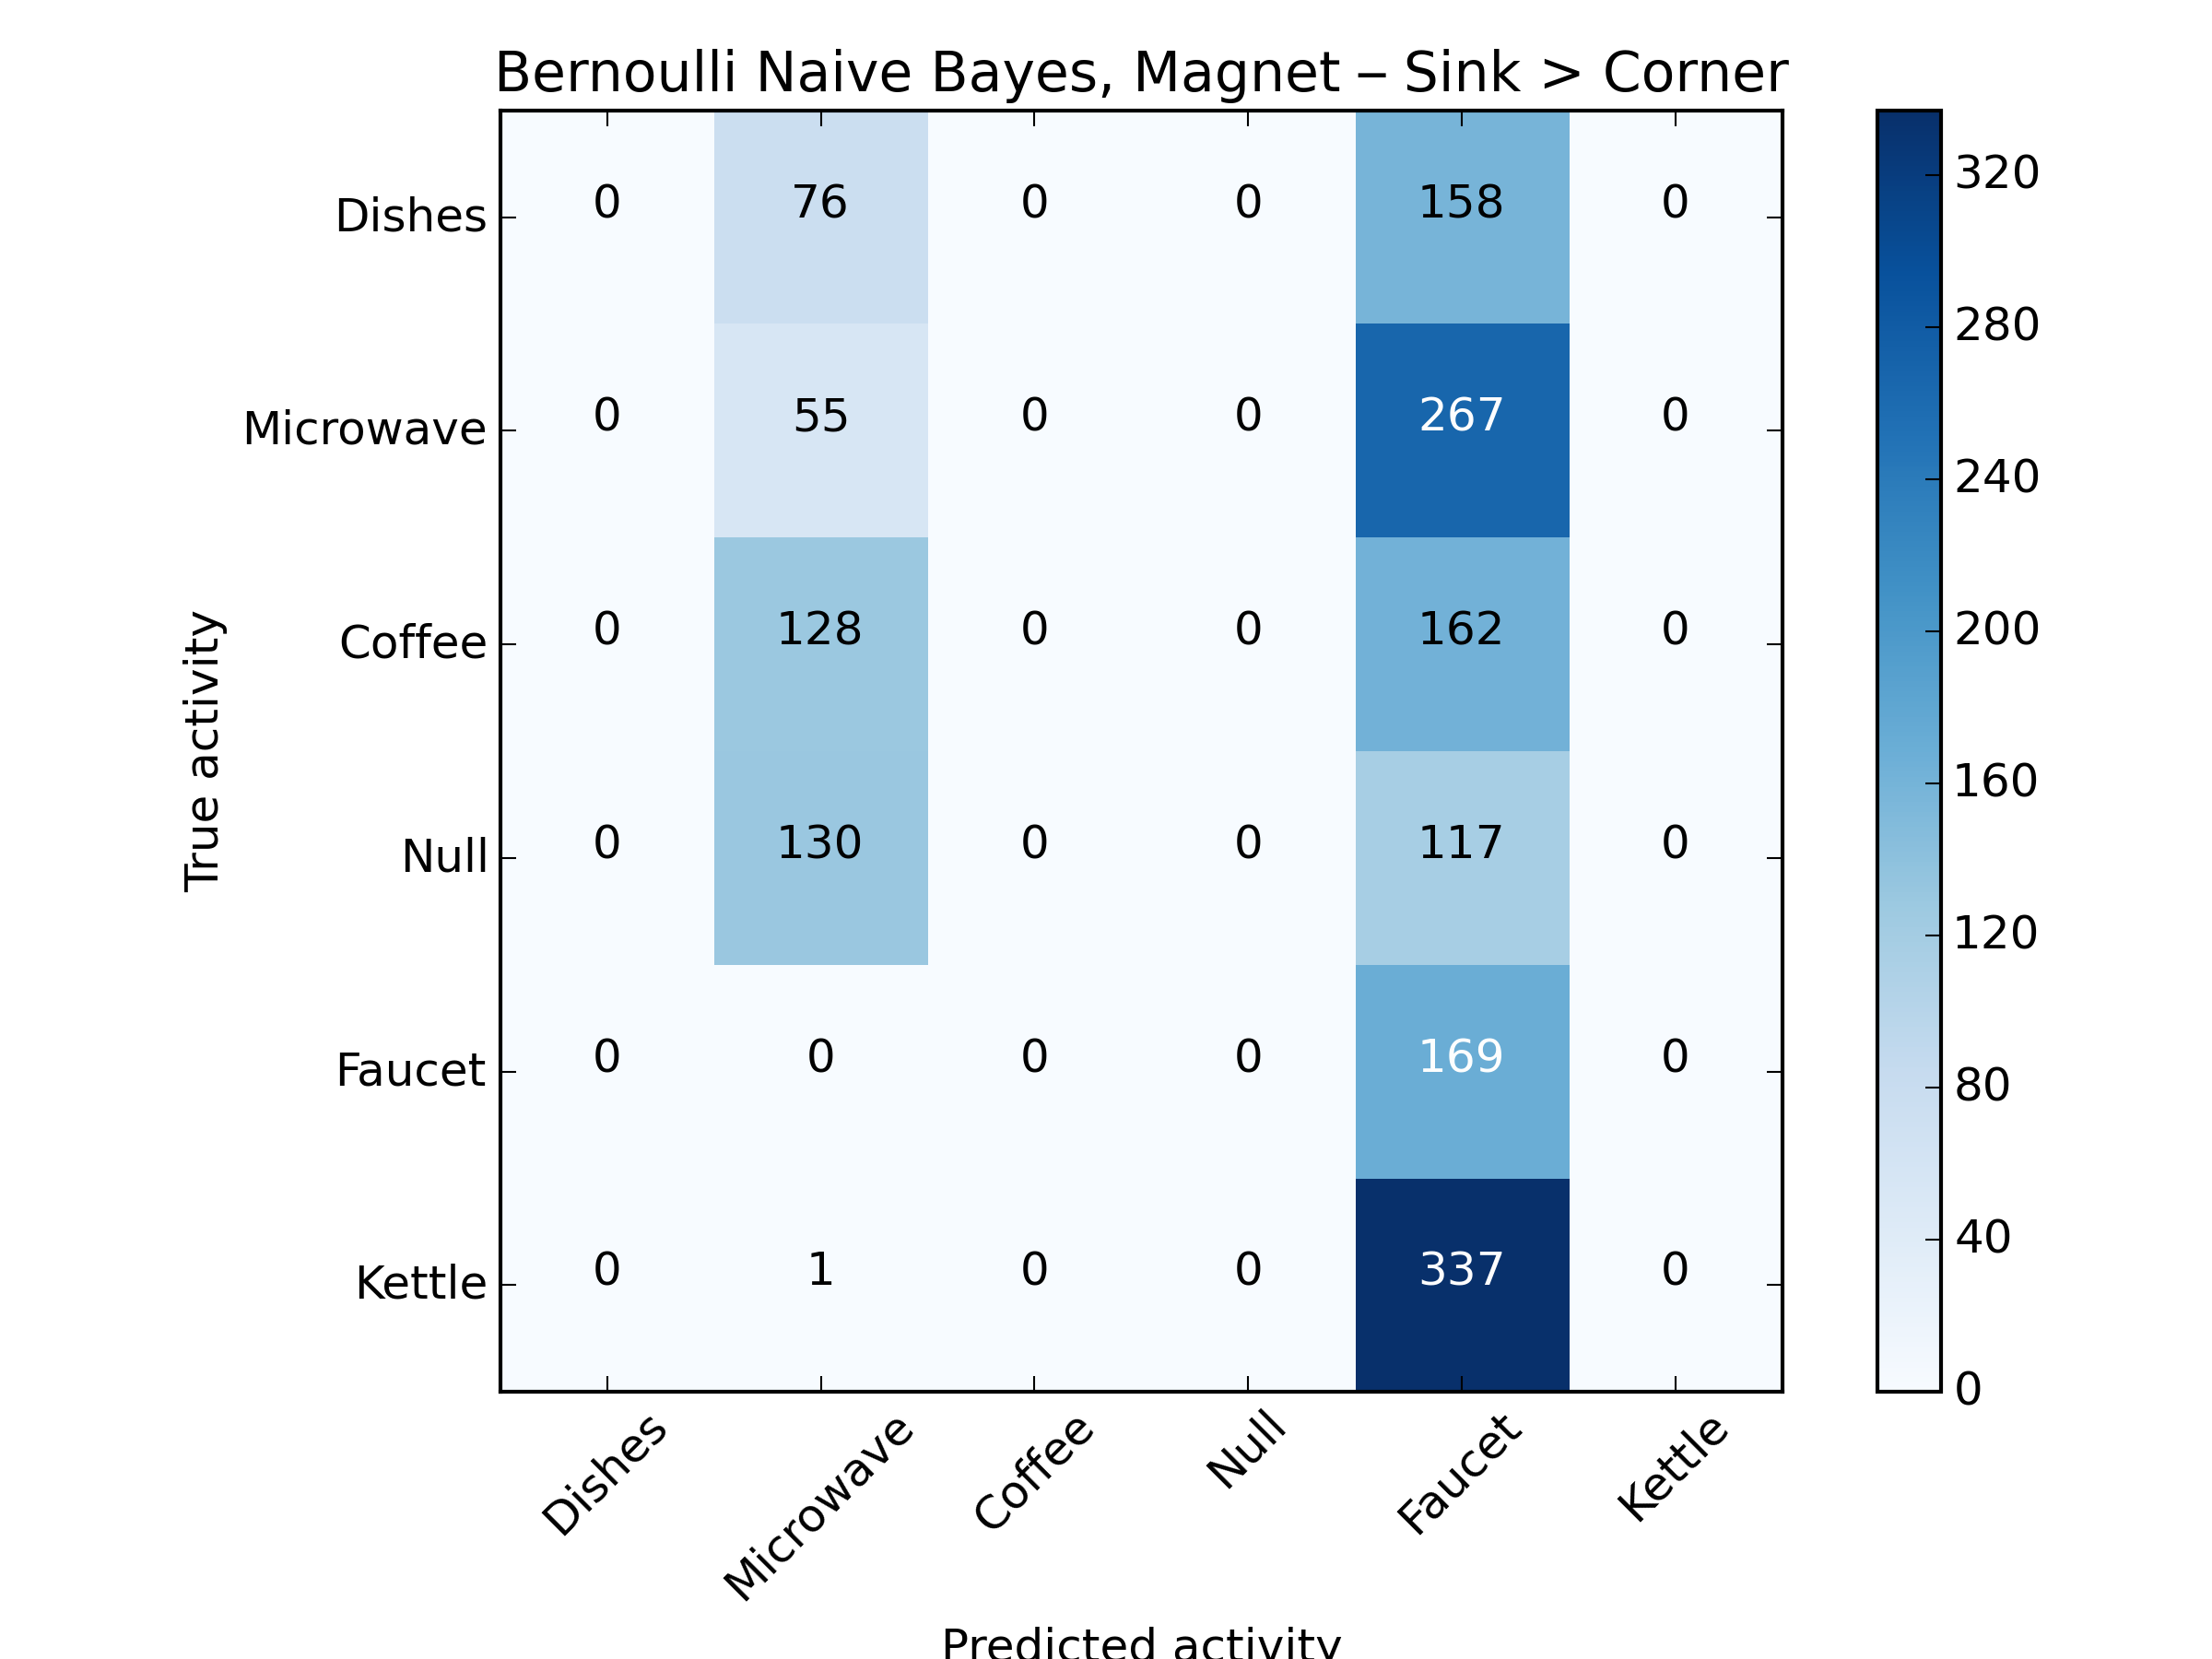 Bernoulli Naive Bayes, Magnet – Sink > Corner
Dishes 0 76 0 0 158 0
Microwave 0 55 0 0 267 0
Coffee 0 128 0 0 162 0
Null 0 130 0 0 117 0
Faucet 0 0 0 0 169 0
Kettle 0 1 0 0 337 0
True activity
Dishes Microwave Coffee Null Faucet Kettle
Predicted activity
320
280
240
200
160
120
80
40
0